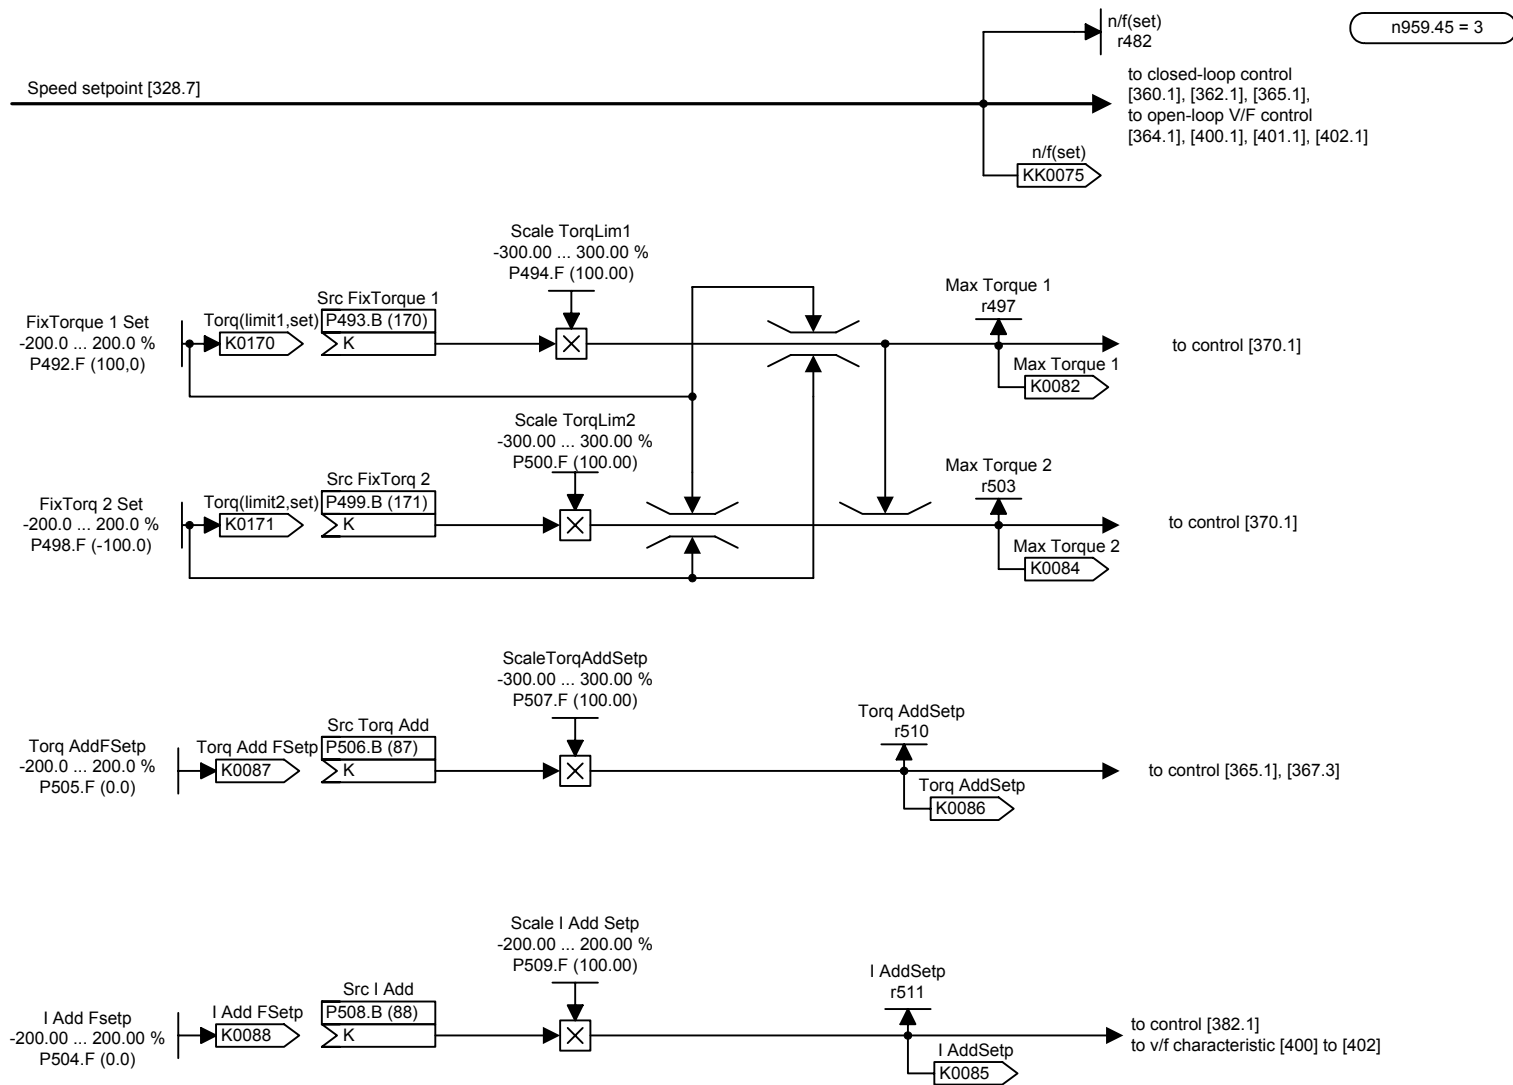 n/f(set)
r482
n959.45 = 3
Speed setpoint [328.7]
to closed-loop control
[360.1], [362.1], [365.1],
to open-loop V/F control
[364.1], [400.1], [401.1], [402.1]
n/f(set)
KK0075
Scale TorqLim1
-300.00 ... 300.00 %
P494.F (100.00)
FixTorque 1 Set
-200.0 ... 200.0 %
P492.F (100,0)
Torq(limit1,set)
K0170
Src FixTorque 1
P493.B (170)
K
Max Torque 1
r497
to control [370.1]
Max Torque 1
K0082
Scale TorqLim2
-300.00 ... 300.00 %
P500.F (100.00)
FixTorq 2 Set
-200.0 ... 200.0 %
P498.F (-100.0)
Torq(limit2,set)
K0171
Src FixTorq 2
P499.B (171)
K
Max Torque 2
r503
to control [370.1]
Max Torque 2
K0084
ScaleTorqAddSetp
-300.00 ... 300.00 %
P507.F (100.00)
Torq AddFSetp
-200.0 ... 200.0 %
P505.F (0.0)
Torq Add FSetp
K0087
Src Torq Add
P506.B (87)
K
Torq AddSetp
r510
to control [365.1], [367.3]
Torq AddSetp
K0086
Scale I Add Setp
-200.00 ... 200.00 %
P509.F (100.00)
I Add Fsetp
-200.00 ... 200.00 %
P504.F (0.0)
I Add FSetp
K0088
Src I Add
P508.B (88)
K
I AddSetp
r511
to control [382.1]
to v/f characteristic [400] to [402]
I AddSetp
K0085